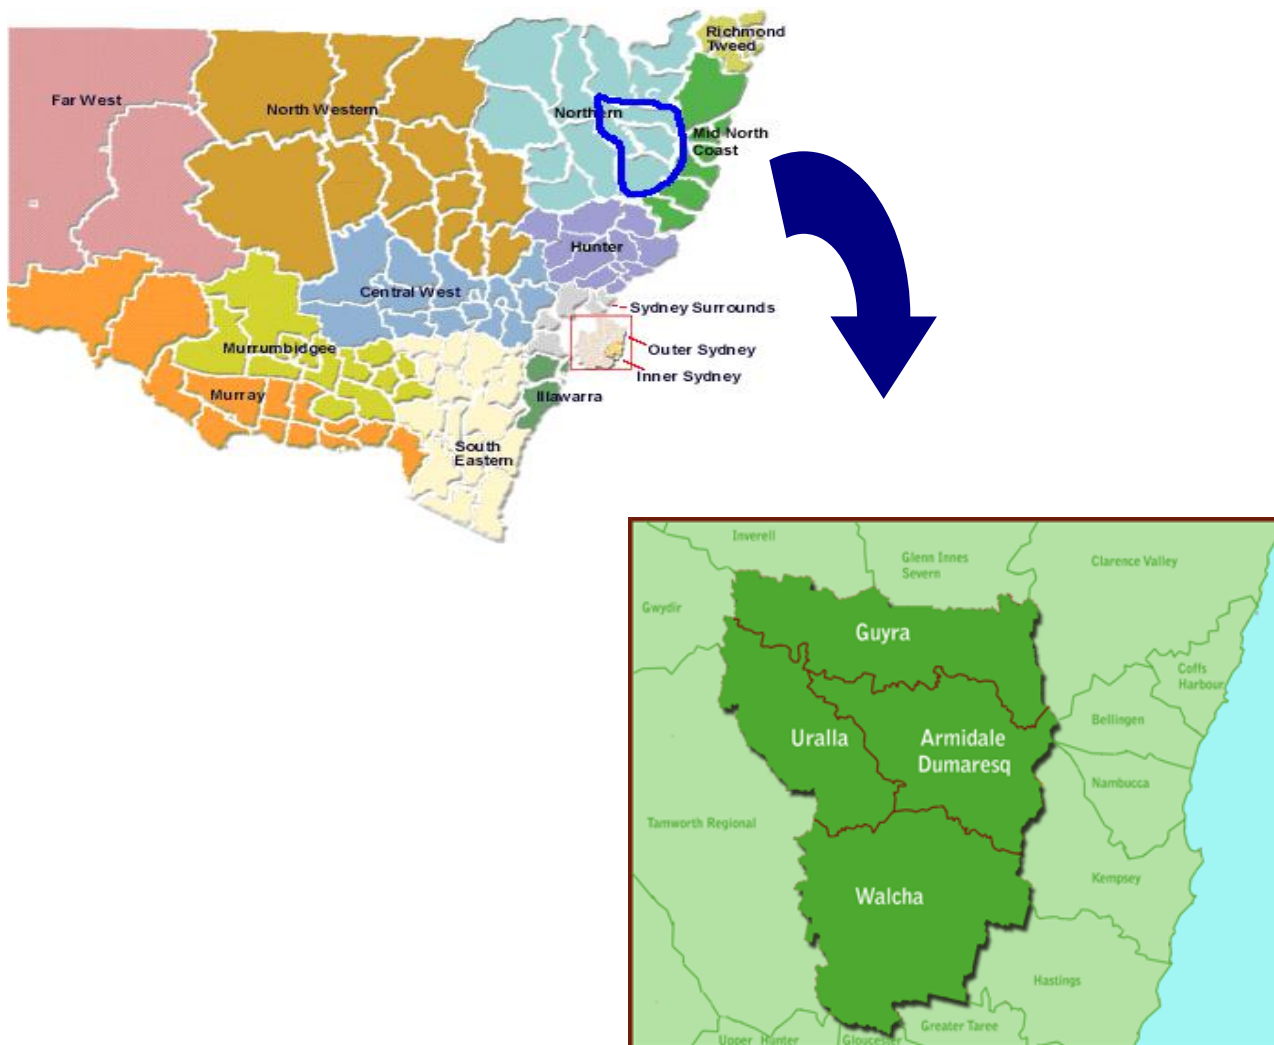 Richmond
Tweed
Far West
North Western
Northern
Mid North
Coast
Hunter
Central West
Sydney Surrounds
Outer Sydney
Inner Sydney
Murrumbidgee
Murray
Illawarra
South
Eastern
Inverell
Glenn Innes
Severn
Clarence Valley
Gwydir
Guyra
Coffs
Harbour
Bellingen
Uralla
Armidale
Dumaresq
Nambucca
Tamworth Regional
Kempsey
Walcha
Hastings
Greater Taree
Upper Hunter
Gloucester